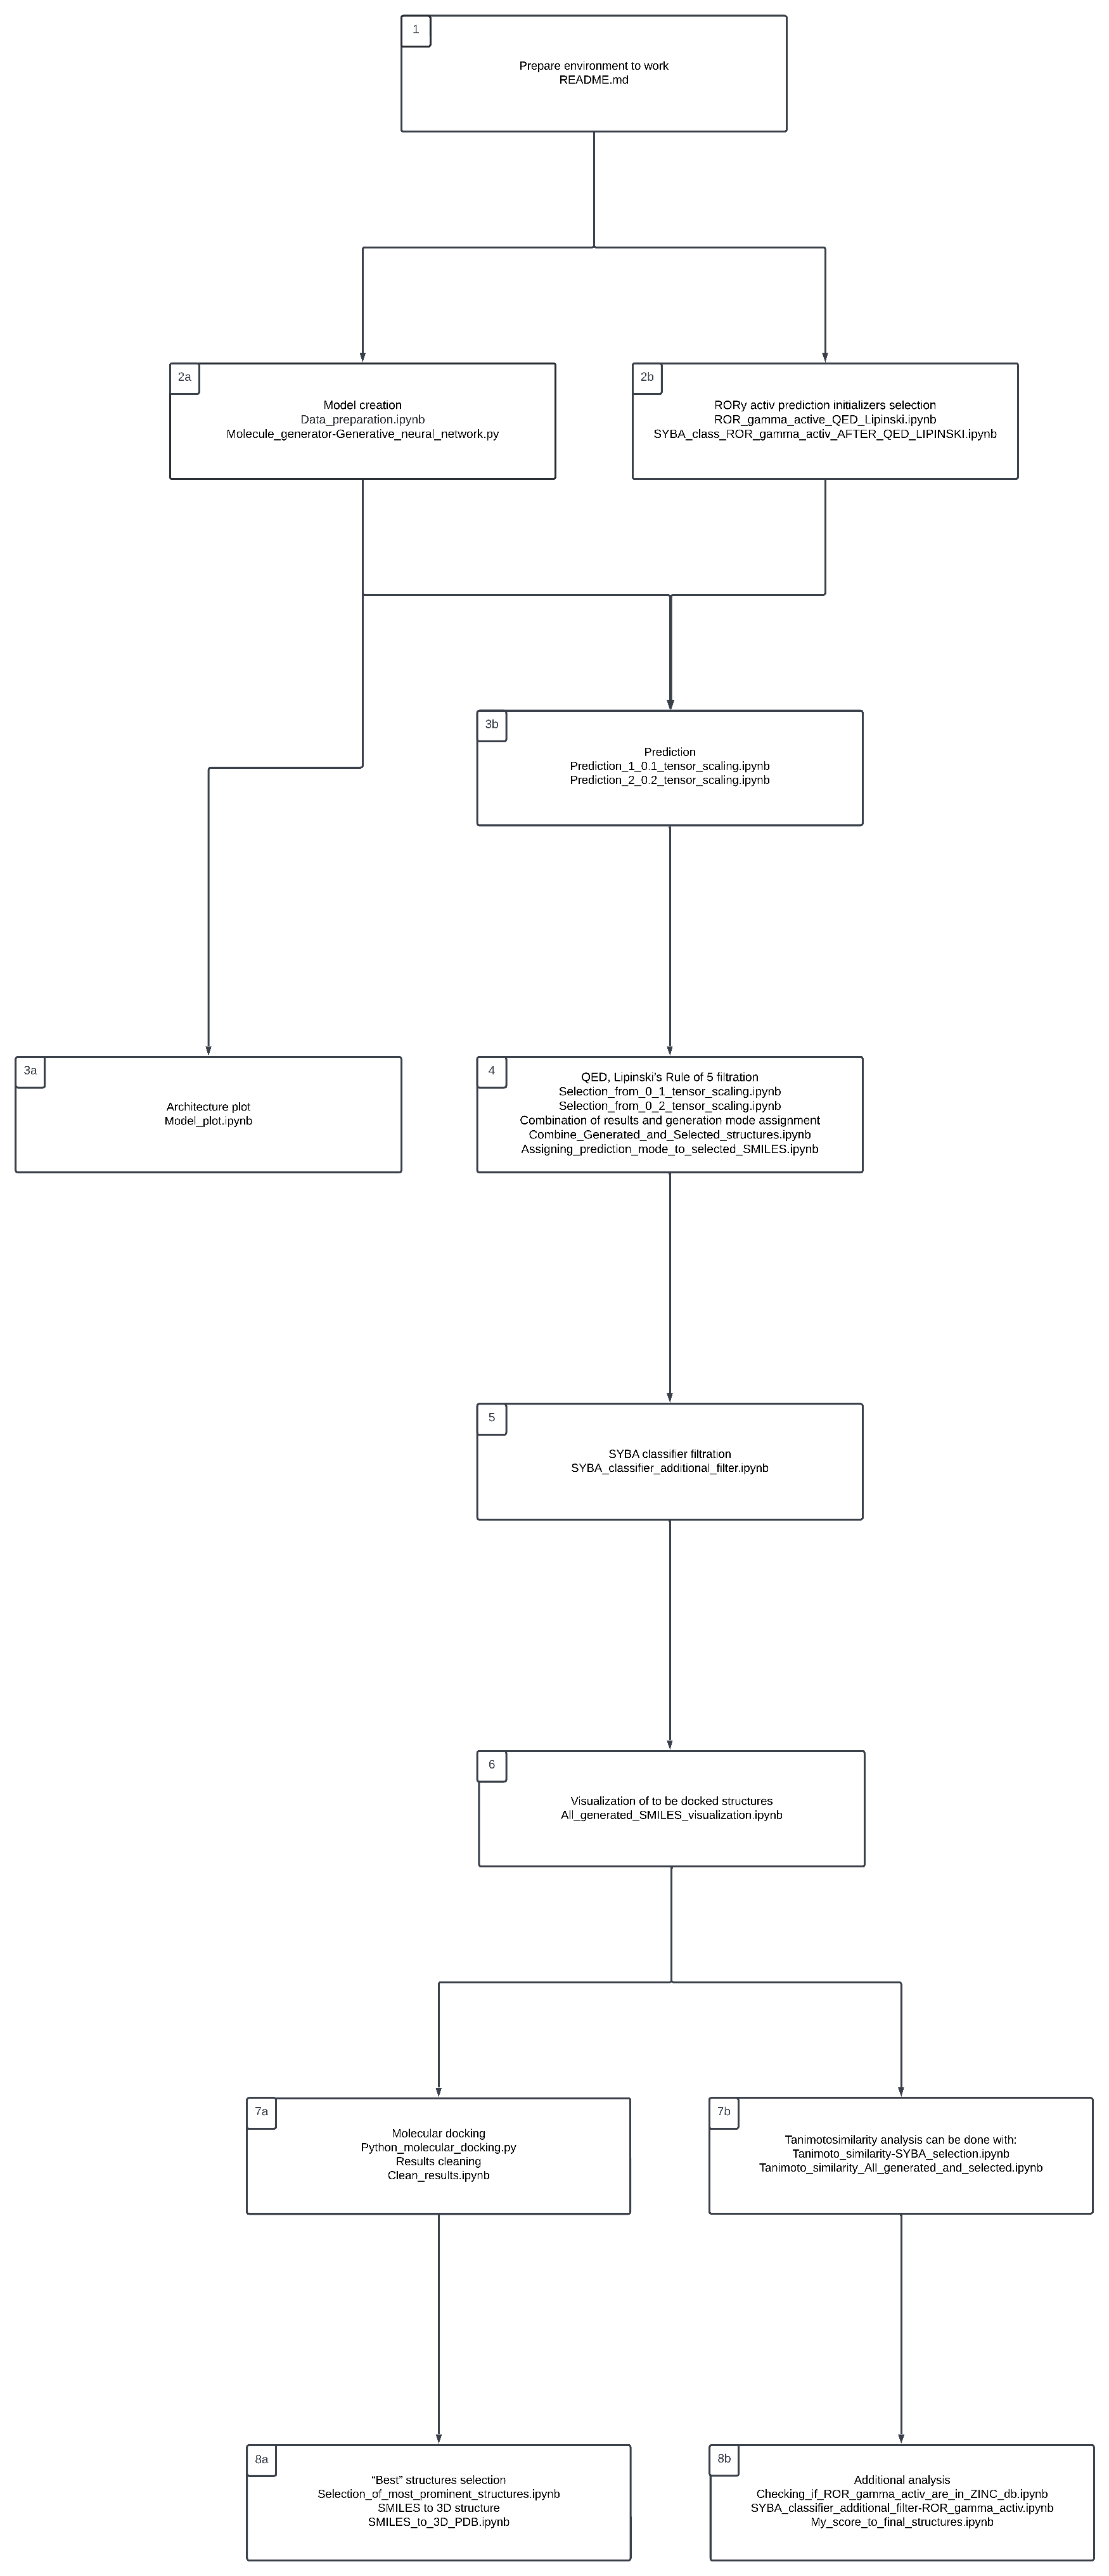 1
Prepare environment to work
README.md
2a
Model creation
Data_preparation.ipynb
Molecule_generator-Generative_neural_network.py
2b
RORγ activ prediction initializers selection
ROR_gamma_active_QED_Lipinski.ipynb
SYBA_class_ROR_gamma_activ_AFTER_QED_LIPINSKI.ipynb
3b
Prediction
Prediction_1_0.1_tensor_scaling.ipynb
Prediction_2_0.2_tensor_scaling.ipynb
3a
Architecture plot
Model_plot.ipynb
4
QED, Lipinski's Rule of 5 filtration
Selection_from_0_1_tensor_scaling.ipynb
Selection_from_0_2_tensor_scaling.ipynb
Combination of results and generation mode assignment
Combine_Generated_and_Selected_structures.ipynb
Assigning_prediction_mode_to_selected_SMILES.ipynb
5
SYBA classifier filtration
SYBA_classifier_additional_filter.ipynb
6
Visualization of to be docked structures
All_generated_SMILES_visualization.ipynb
7a
Molecular docking
Python_molecular_docking.py
Results cleaning
Clean_results.ipynb
7b
Tanimotosimilarity analysis can be done with:
Tanimoto_similarity-SYBA_selection.ipynb
Tanimoto_similarity_All_generated_and_selected.ipynb
8a
“Best” structures selection
Selection_of_most_prominent_structures.ipynb
SMILES to 3D structure
SMILES_to_3D_PDB.ipynb
8b
Additional analysis
Checking_if_ROR_gamma_activ_are_in_ZINC_db.ipynb
SYBA_classifier_additional_filter-ROR_gamma_activ.ipynb
My_score_to_final_structures.ipynb